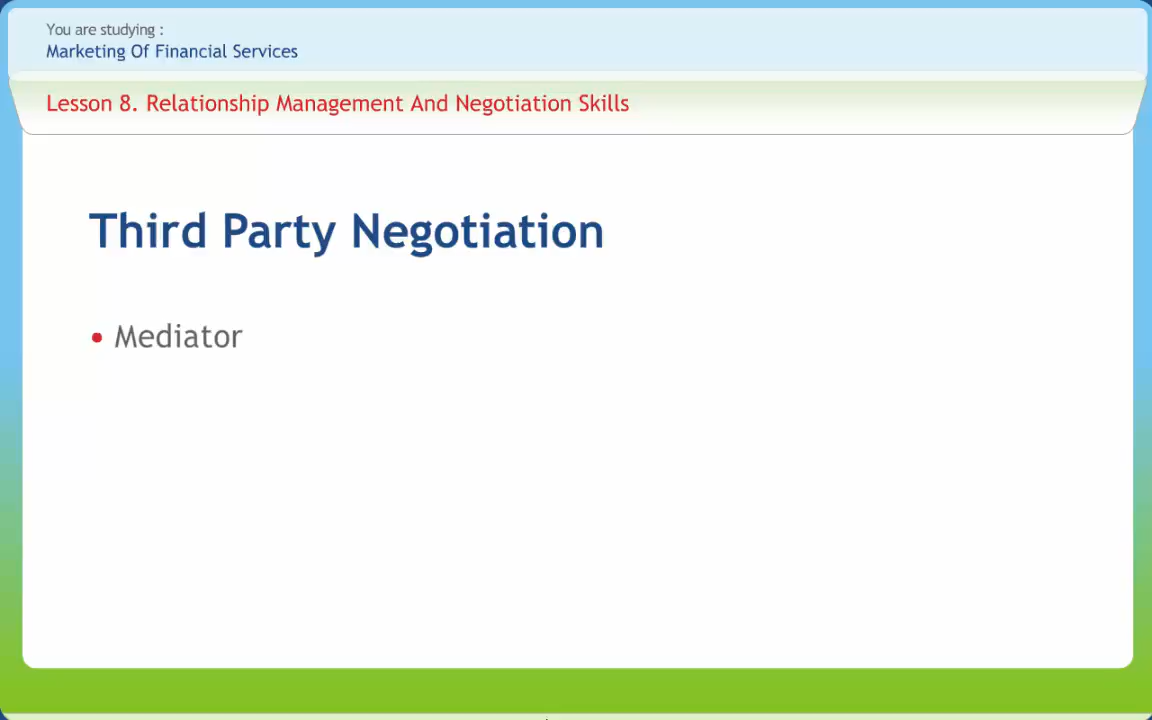 You are studying :
Marketing Of Financial Services
Lesson 8. Relationship Management And Negotiation Skills
Third Party Negotiation
• Mediator